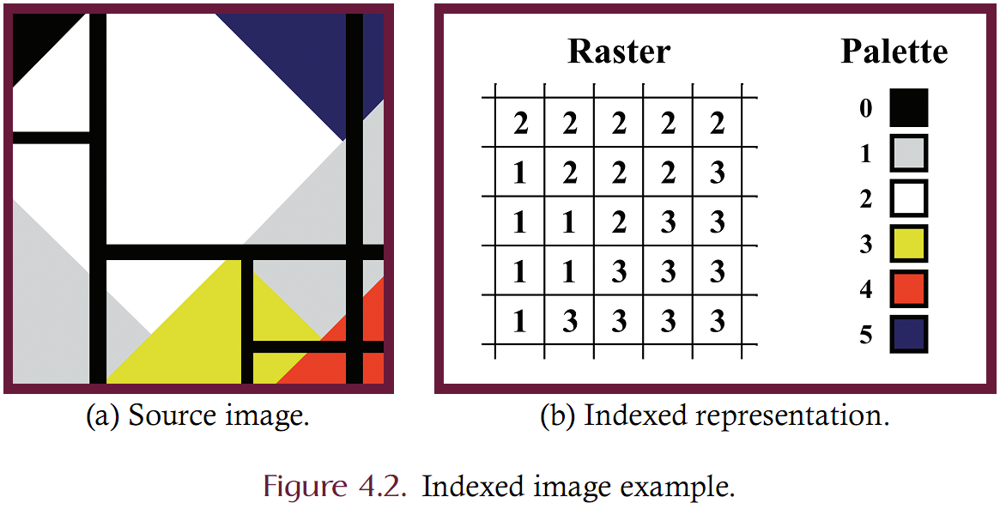 Raster
Palette
2 2 2 2 2
1 2 2 2 3
1 1 2 3 3
1 1 3 3 3
1 3 3 3 3
0
1
2
3
4
5
(a) Source image.
(b) Indexed representation.
Figure 4.2. Indexed image example.